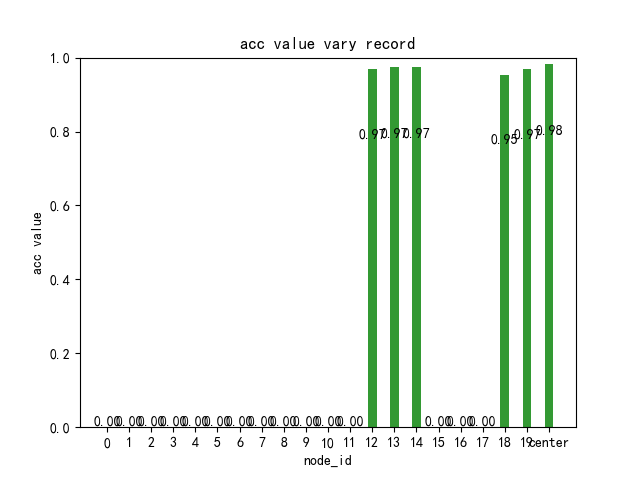 acc value vary record
acc value
1.0
0.8
0.6
0.4
0.2
0.0
0.97 0.97 0.97 0.95 0.97 0.98
0.00 0.00 0.00 0.00 0.00 0.00 0.00 0.00 0.00 0.00 0.00 0.00 0.00 0.00 0.00
0 1 2 3 4 5 6 7 8 9 10 11 12 13 14 15 16 17 18 19 center
node_id